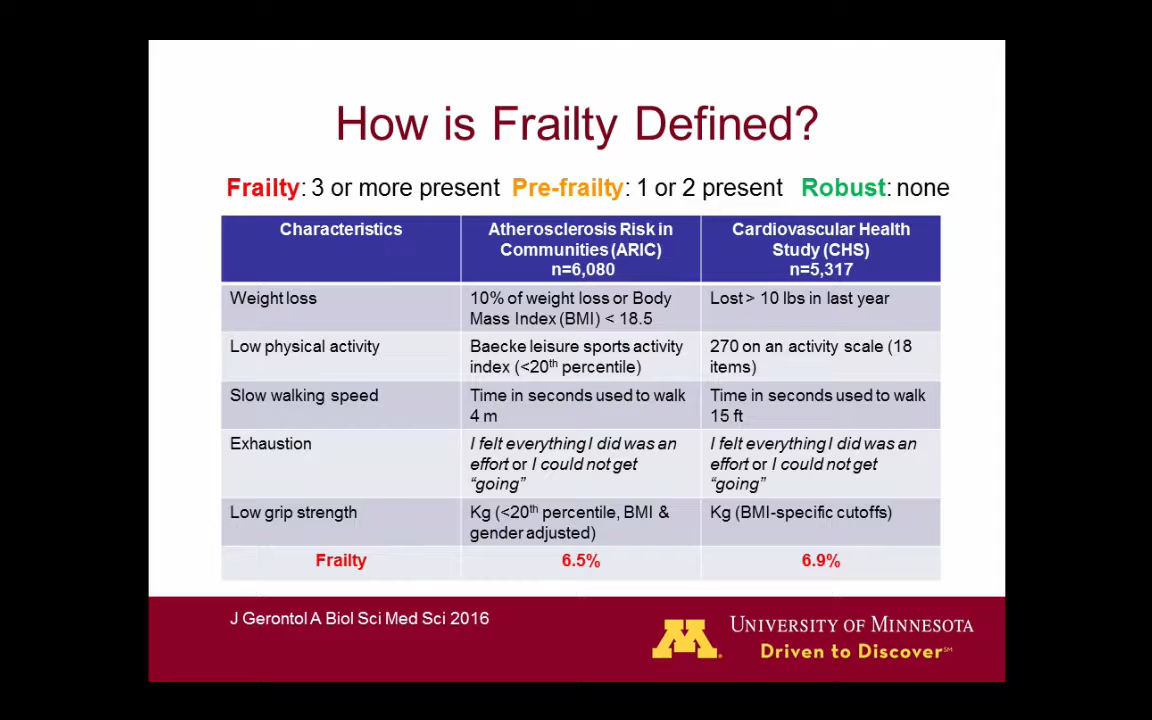 How is Frailty Defined?
Frailty: 3 or more present Pre-frailty: 1 or 2 present Robust: none
Characteristics
Atherosclerosis Risk in
Communities (ARIC)
n=6,080
Cardiovascular Health
Study (CHS)
n=5,317
Weight loss
10% of weight loss or Body
Mass Index (BMI) < 18.5
Lost > 10 lbs in last year
Low physical activity
Baecke leisure sports activity
index (<20th percentile)
270 on an activity scale (18
items)
Slow walking speed
Time in seconds used to walk
4 m
Time in seconds used to walk
15 ft
Exhaustion
I felt everything I did was an
effort or I could not get
“going”
I felt everything I did was an
effort or I could not get
“going”
Low grip strength
Kg (<20th percentile, BMI &
gender adjusted)
Kg (BMI-specific cutoffs)
Frailty
6.5%
6.9%
J Gerontol A Biol Sci Med Sci 2016
M
UNIVERSITY OF MINNESOTA
Driven to Discover℠